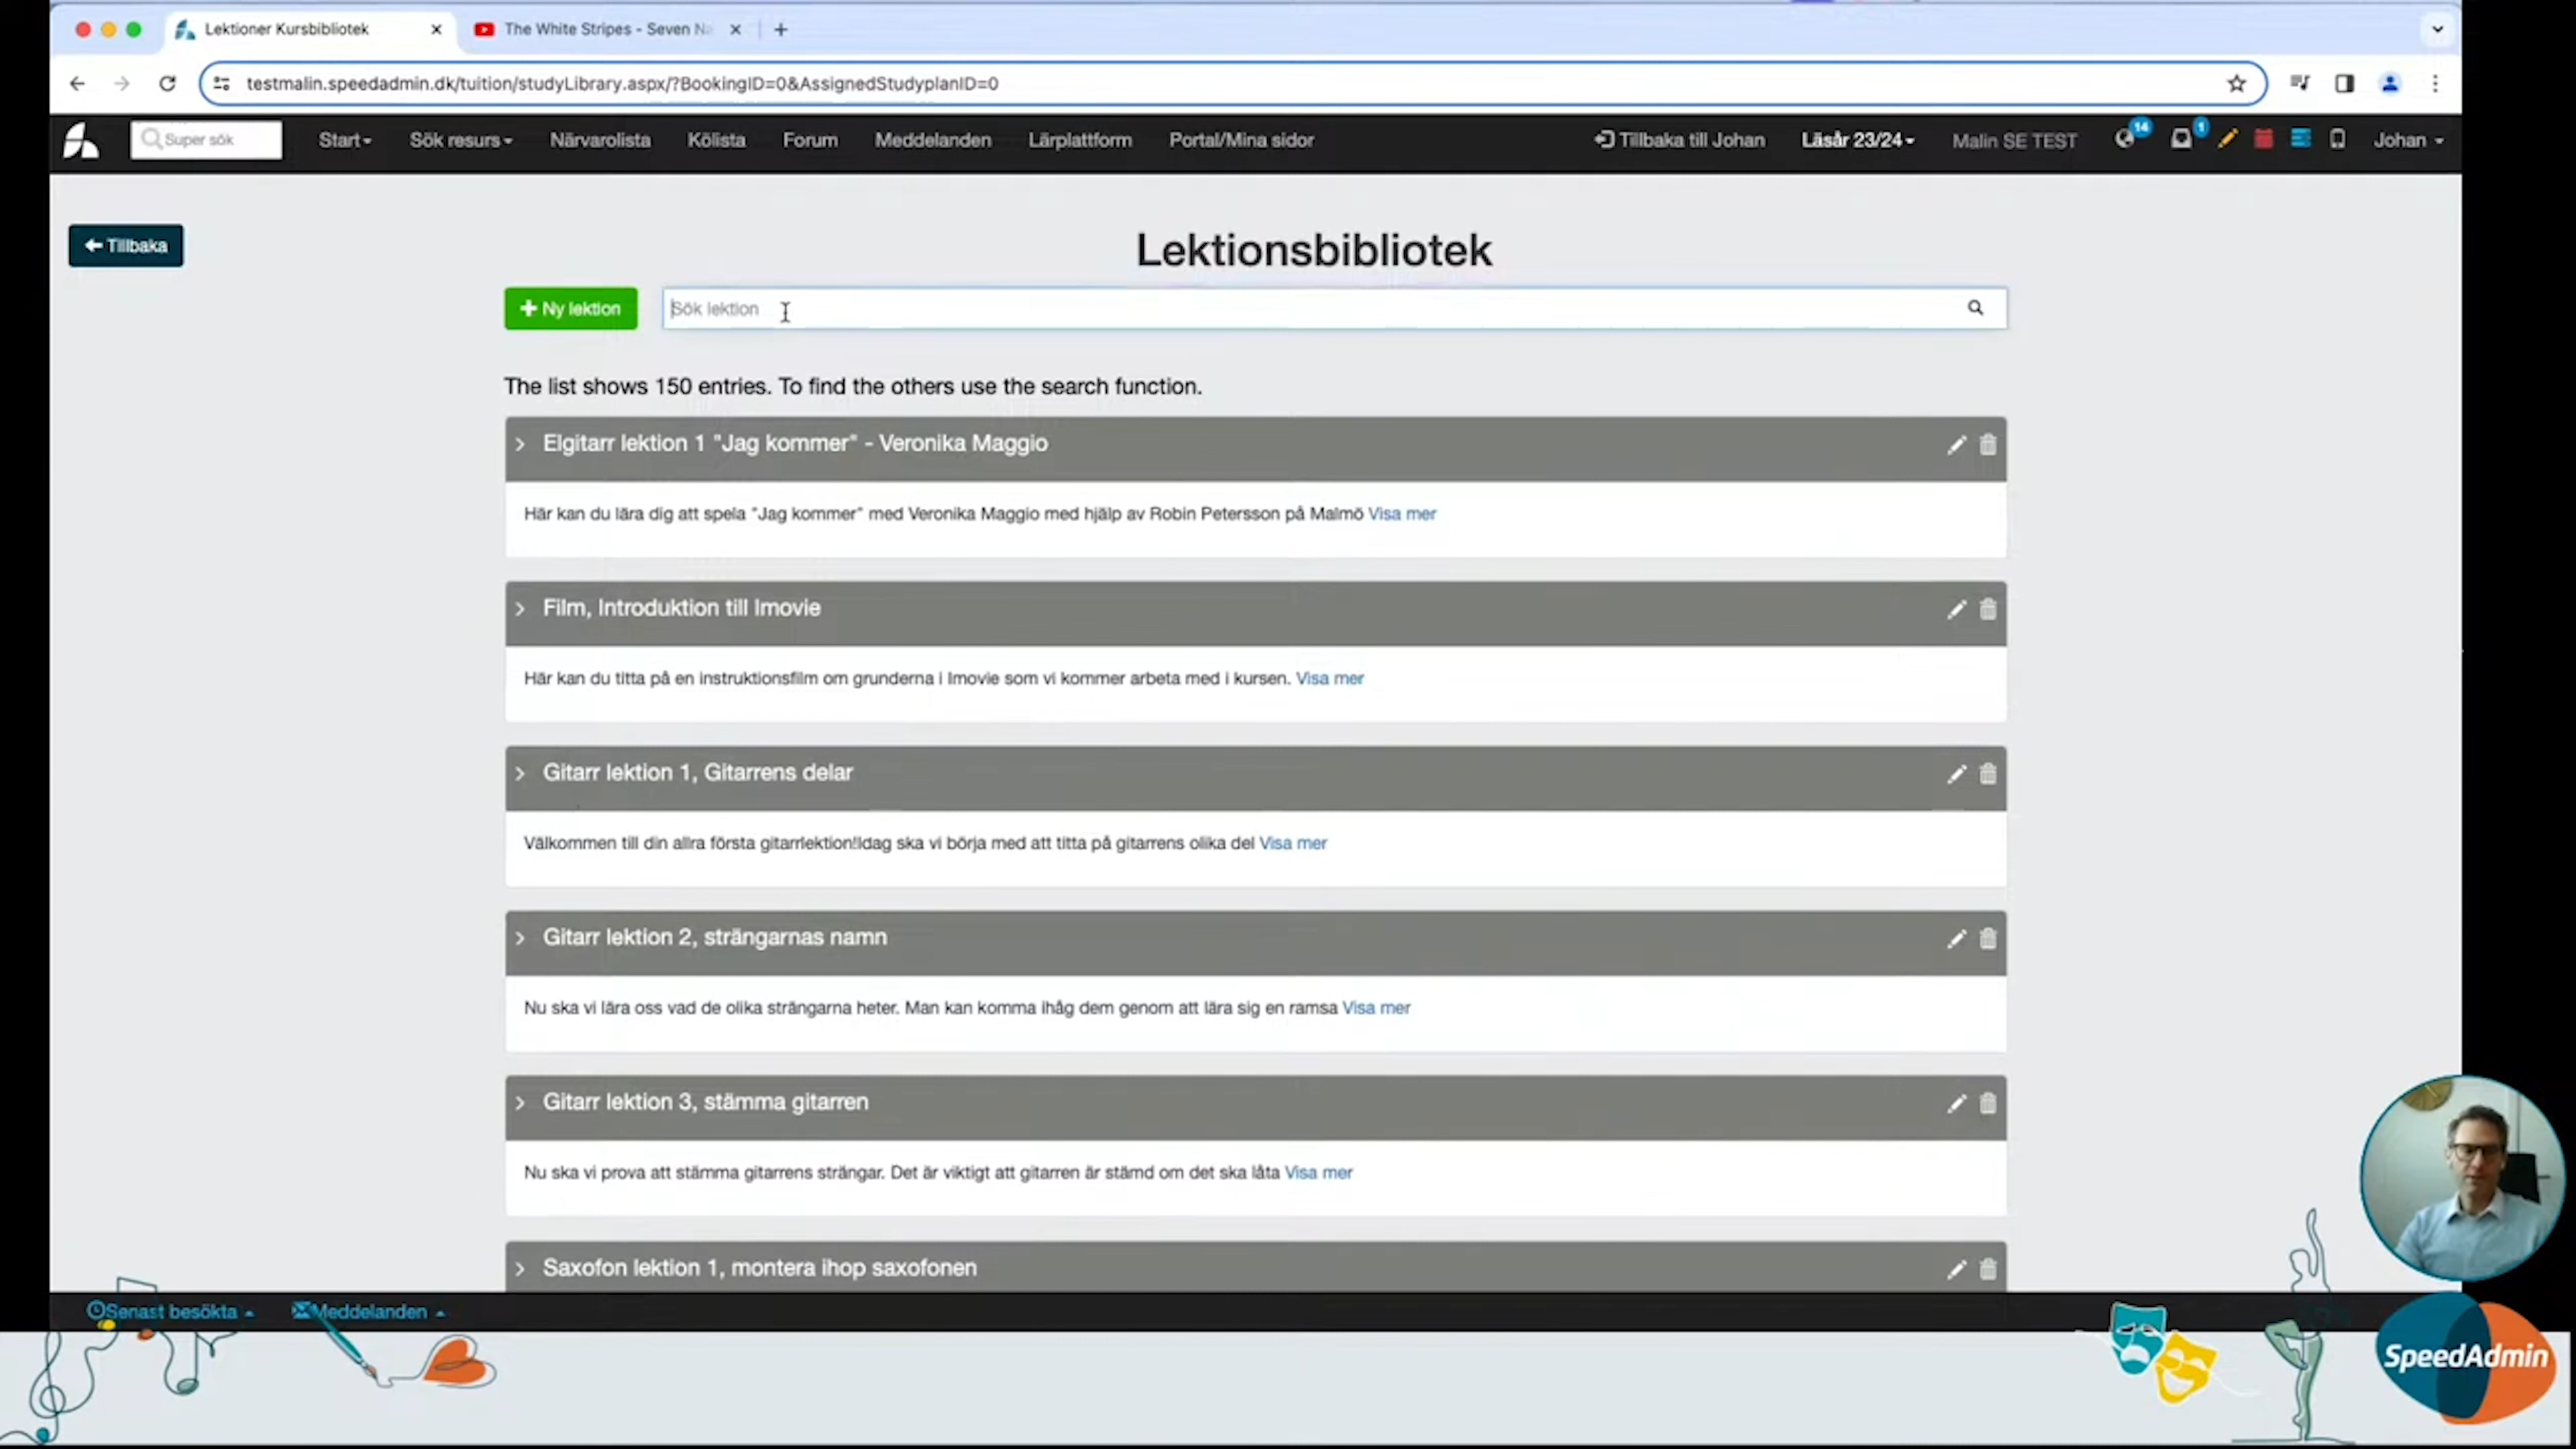 Lektioner Kursbibliotek
The White Stripes - Seven Na
testmalin.speedadmin.dk/tuition/studyLibrary.aspx/?BookingID=0&AssignedStudyplanID=0
Super sök Start Sök resurs Närvarolista Kölista Forum Meddelanden Lärplattform Portal/Mina sidor Tillbaka till Johan Läsår 23/24 Malin SE TEST 14 1 Johan
Tillbaka
Lektionsbibliotek
Ny lektion
Sök lektion
The list shows 150 entries. To find the others use the search function.
Elgitarr lektion 1 "Jag kommer" - Veronika Maggio
Här kan du lära dig att spela "Jag kommer" med Veronika Maggio med hjälp av Robin Petersson på Malmö Visa mer
Film, Introduktion till Imovie
Här kan du titta på en instruktionsfilm om grunderna i Imovie som vi kommer arbeta med i kursen. Visa mer
Gitarr lektion 1, Gitarrens delar
Välkommen till din allra första gitarrlektion!Idag ska vi börja med att titta på gitarrens olika del Visa mer
Gitarr lektion 2, strängarnas namn
Nu ska vi lära oss vad de olika strängarna heter. Man kan komma ihåg dem genom att lära sig en ramsa Visa mer
Gitarr lektion 3, stämma gitarren
Nu ska vi prova att stämma gitarrens strängar. Det är viktigt att gitarren är stämd om det ska låta Visa mer
Saxofon lektion 1, montera ihop saxofonen
Senast besökta Meddelanden
SpeedAdmin